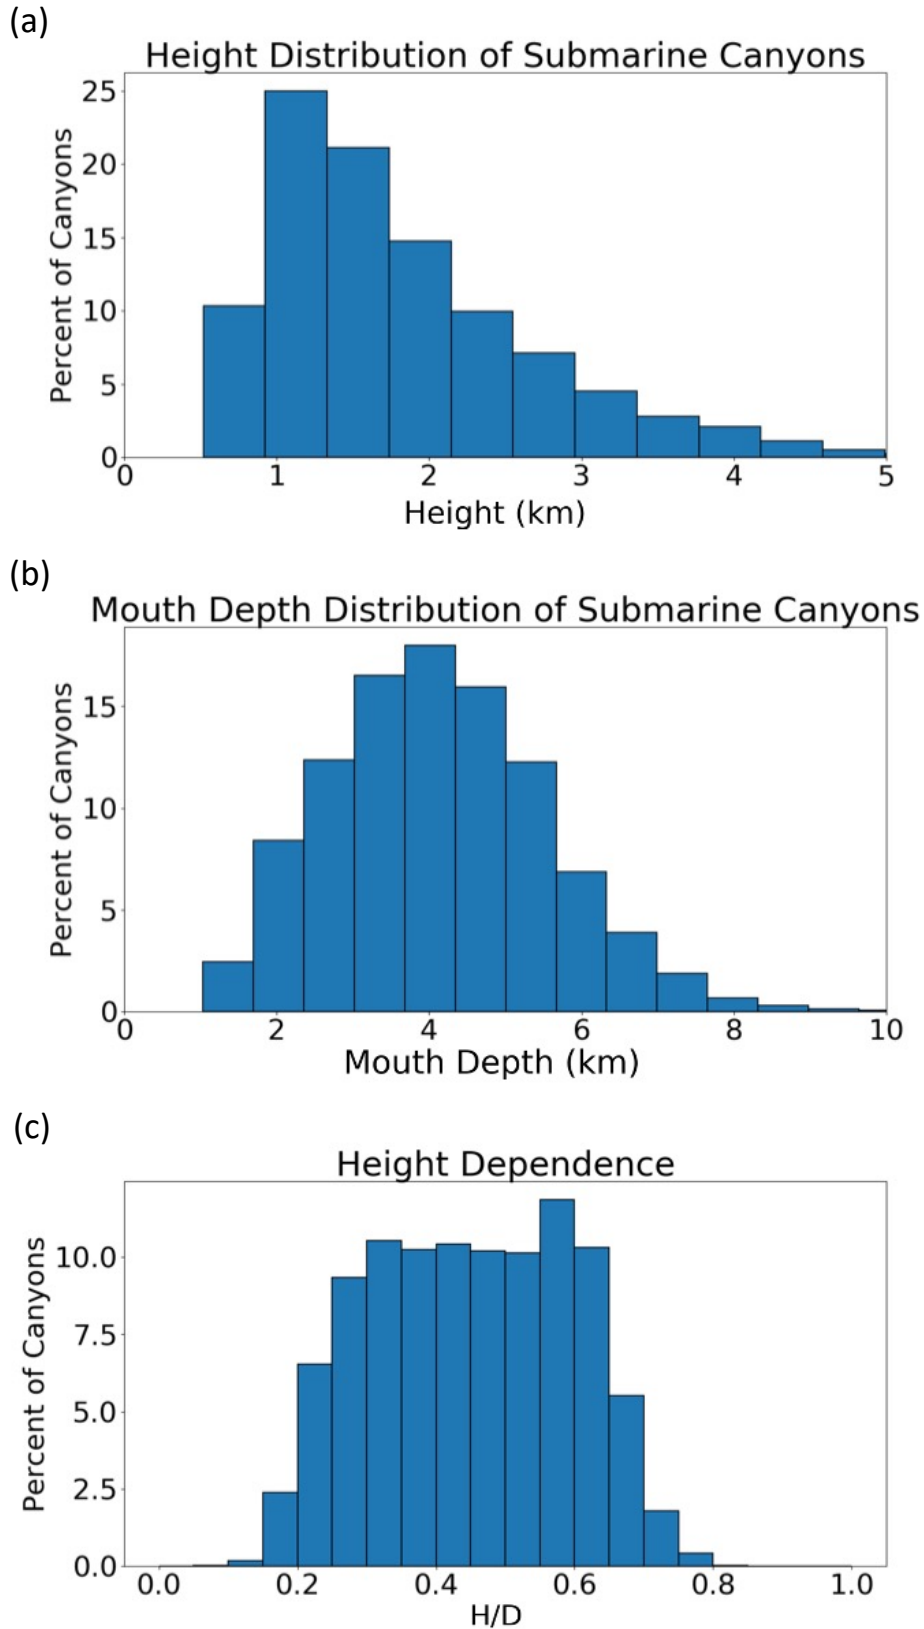 (a)
Height Distribution of Submarine Canyons
25
20
15
10
5
0
Percent of Canyons
0 1 2 3 4 5
Height (km)
(b)
Mouth Depth Distribution of Submarine Canyons
15
10
5
0
Percent of Canyons
0 2 4 6 8 10
Mouth Depth (km)
(c)
Height Dependence
10.0
7.5
5.0
2.5
0.0
Percent of Canyons
0.0 0.2 0.4 0.6 0.8 1.0
H/D